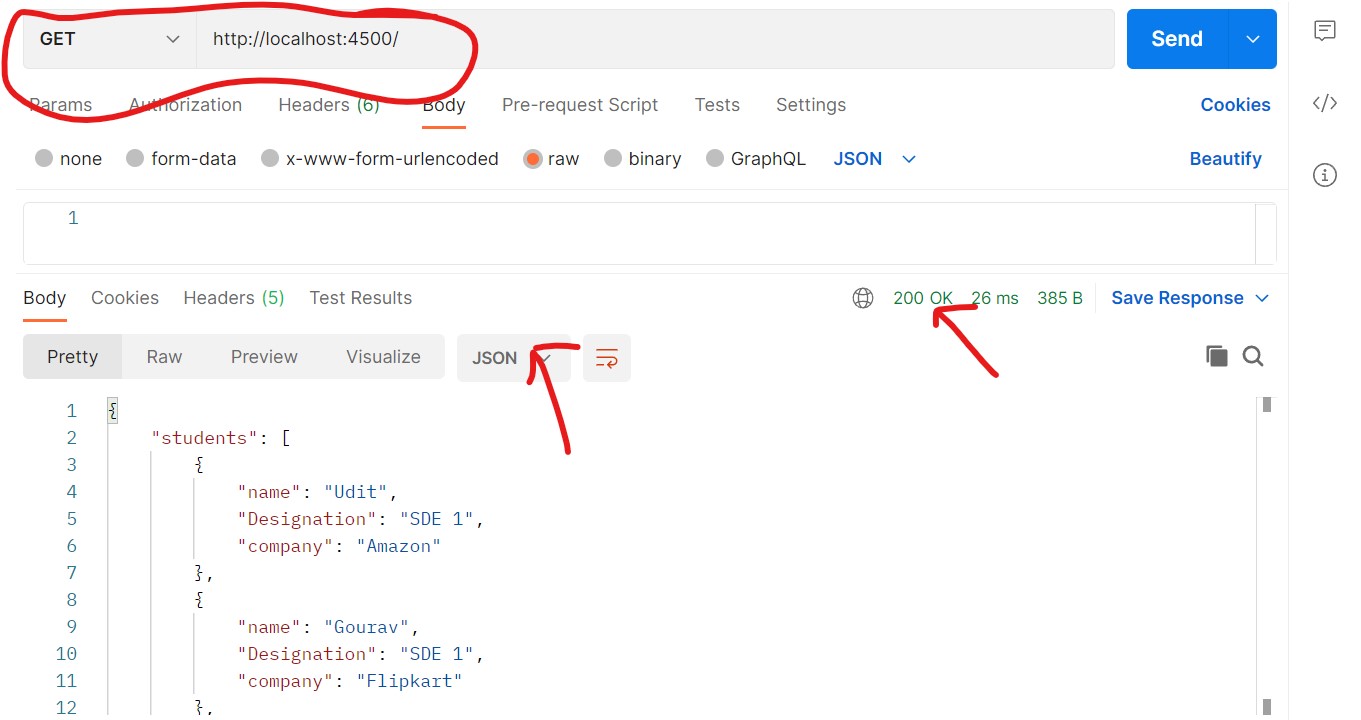 GET http://localhost:4500/ Send
Params Authorization Headers (6) Body Pre-request Script Tests Settings Cookies
none form-data x-www-form-urlencoded raw binary GraphQL JSON Beautify
1
Body Cookies Headers (5) Test Results 200 OK 26 ms 385 B Save Response
Pretty Raw Preview Visualize JSON
1 {
2 "students": [
3 {
4 "name": "Udit",
5 "Designation": "SDE 1",
6 "company": "Amazon"
7 },
8 {
9 "name": "Gourav",
10 "Designation": "SDE 1",
11 "company": "Flipkart"
12 },